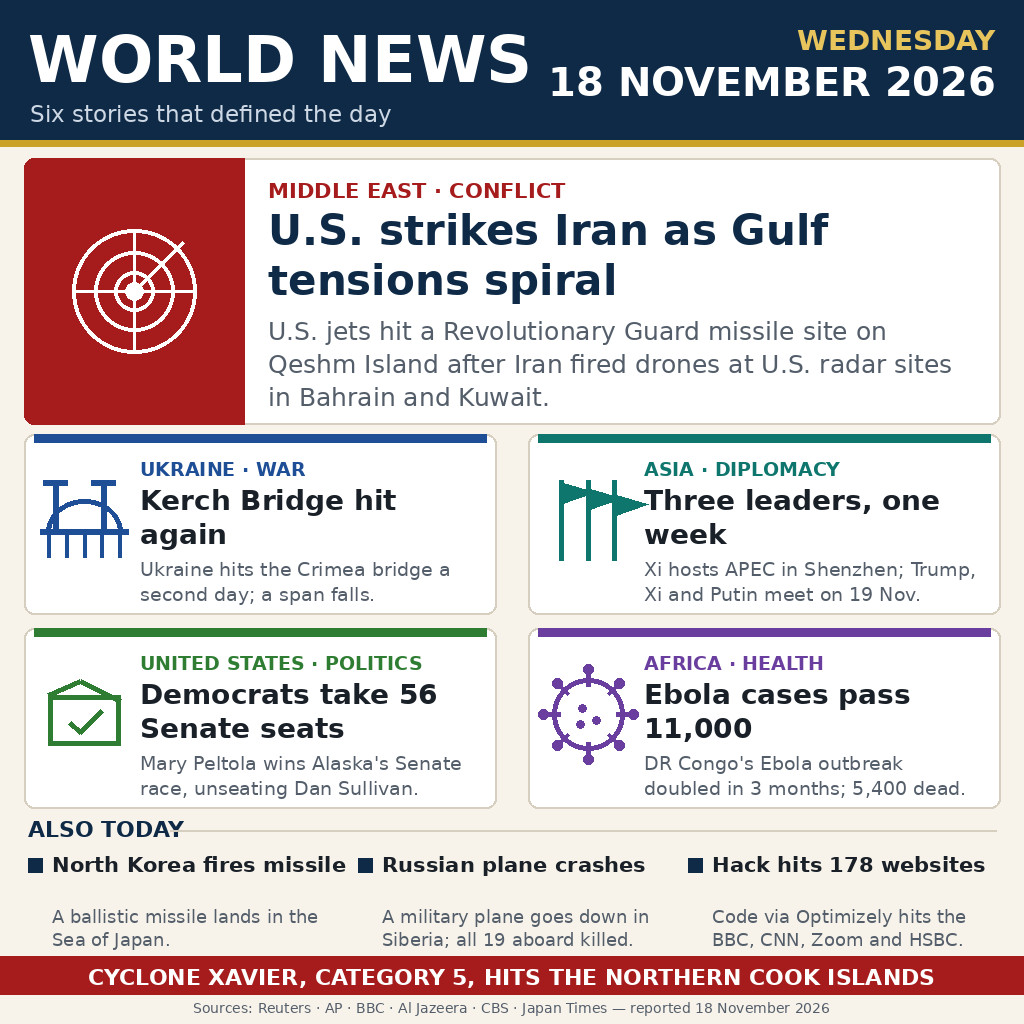 WORLD NEWS
Six stories that defined the day
WEDNESDAY
18 NOVEMBER 2026
MIDDLE EAST · CONFLICT
U.S. strikes Iran as Gulf
tensions spiral
U.S. jets hit a Revolutionary Guard missile site on
Qeshm Island after Iran fired drones at U.S. radar sites
in Bahrain and Kuwait.
UKRAINE · WAR
Kerch Bridge hit
again
Ukraine hits the Crimea bridge a
second day; a span falls.
ASIA · DIPLOMACY
Three leaders, one
week
Xi hosts APEC in Shenzhen; Trump,
Xi and Putin meet on 19 Nov.
UNITED STATES · POLITICS
Democrats take 56
Senate seats
Mary Peltola wins Alaska's Senate
race, unseating Dan Sullivan.
AFRICA · HEALTH
Ebola cases pass
11,000
DR Congo's Ebola outbreak
doubled in 3 months; 5,400 dead.
ALSO TODAY
North Korea fires missile
A ballistic missile lands in the
Sea of Japan.
Russian plane crashes
A military plane goes down in
Siberia; all 19 aboard killed.
Hack hits 178 websites
Code via Optimizely hits the
BBC, CNN, Zoom and HSBC.
CYCLONE XAVIER, CATEGORY 5, HITS THE NORTHERN COOK ISLANDS
Sources: Reuters · AP · BBC · Al Jazeera · CBS · Japan Times — reported 18 November 2026